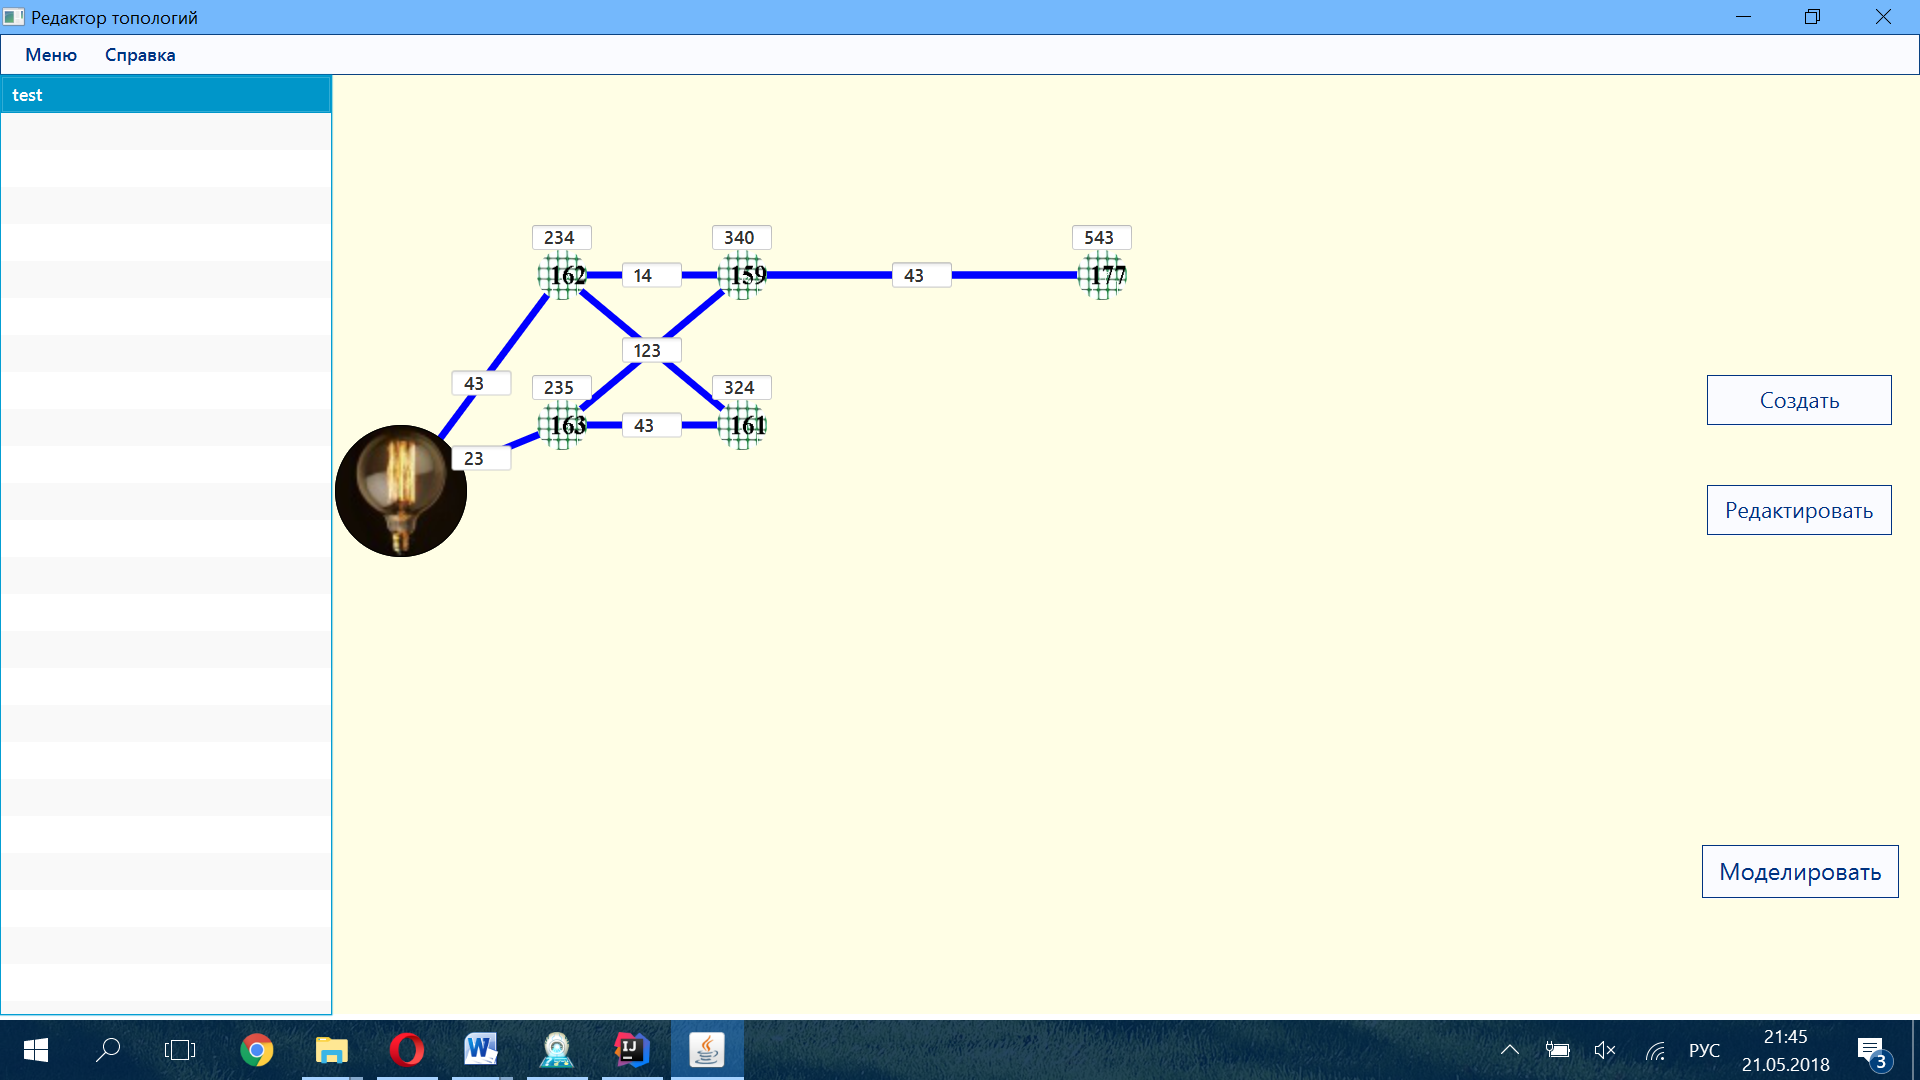 Редактор топологий
Меню Справка
test
234 340 543
162 14 159 43 177
123
43 235 324
163 43 161
23
Создать
Редактировать
Моделировать
W IJ РУС 21:45
21.05.2018 3